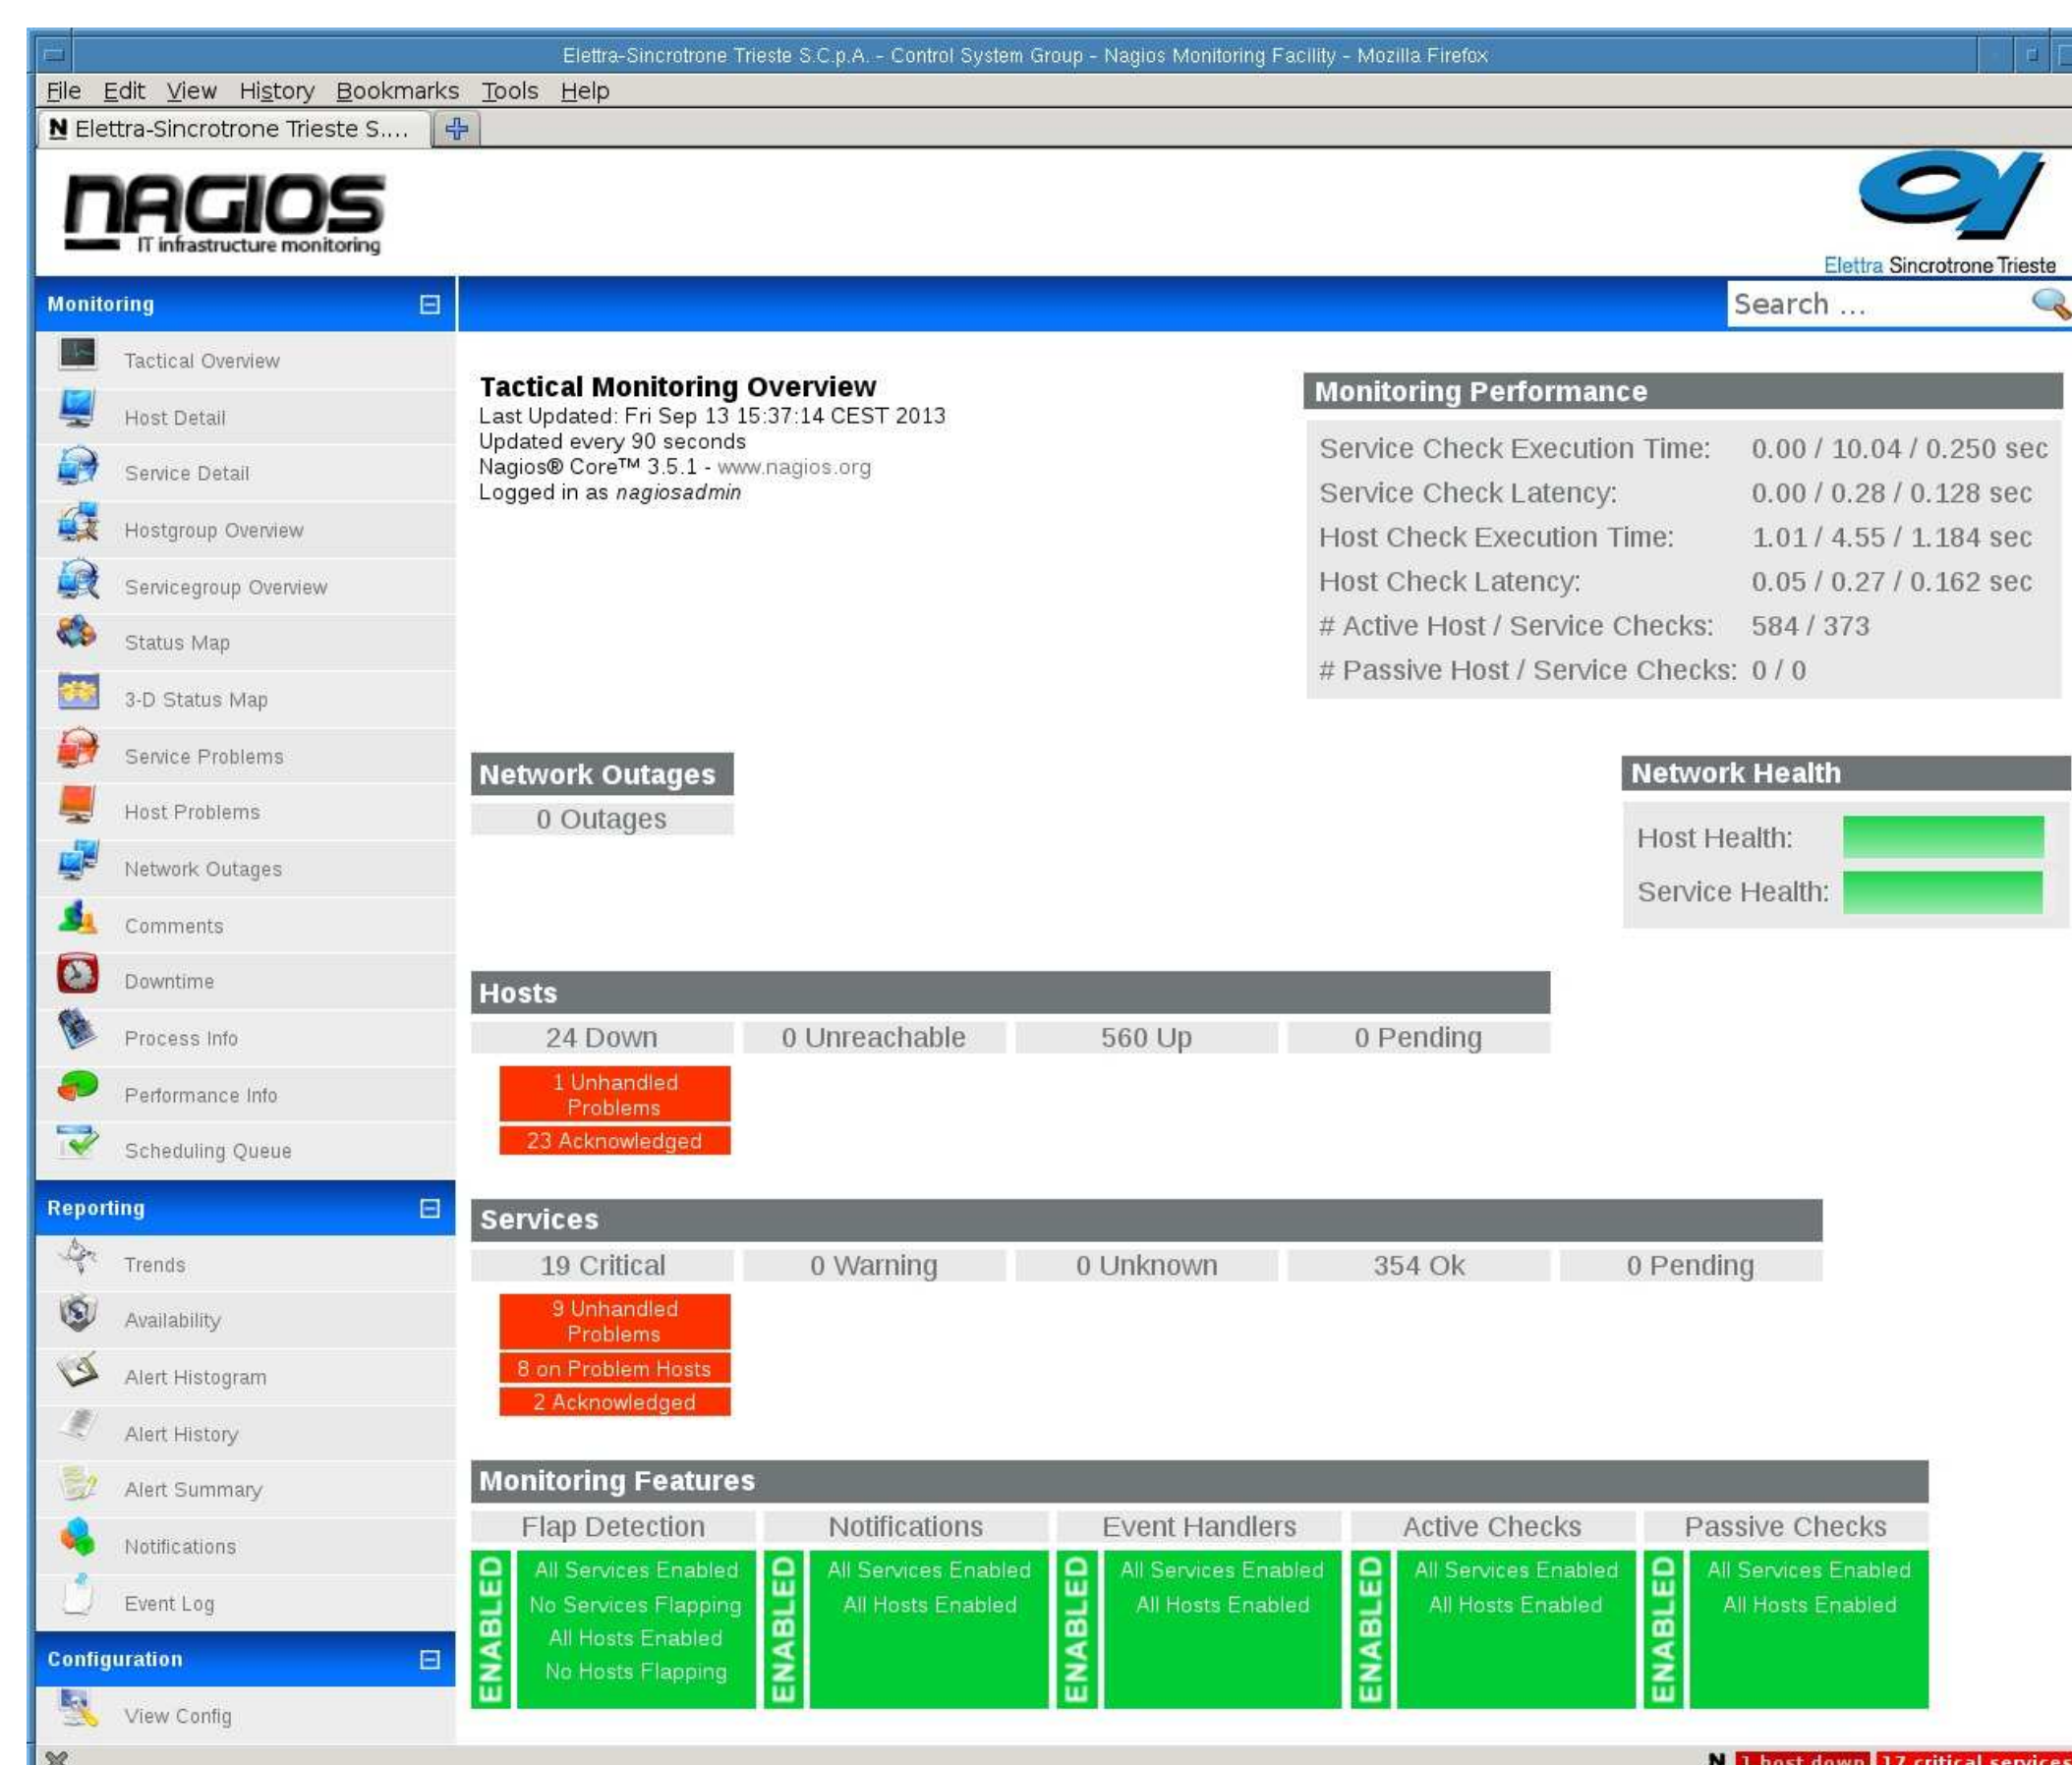 Elettra-Sincrotrone Trieste S.C.p.A. - Control System Group - Nagios Monitoring Facility - Mozilla Firefox
File Edit View History Bookmarks Tools Help
N Elettra-Sincrotrone Trieste S....
NAGIOS
IT infrastructure monitoring
Elettra Sincrotrone Trieste
Search ...
Monitoring
Tactical Overview
Host Detail
Service Detail
Hostgroup Overview
Servicegroup Overview
Status Map
3-D Status Map
Service Problems
Host Problems
Network Outages
Comments
Downtime
Process Info
Performance Info
Scheduling Queue
Reporting
Trends
Availability
Alert Histogram
Alert History
Alert Summary
Notifications
Event Log
Configuration
View Config
Tactical Monitoring Overview
Last Updated: Fri Sep 13 15:37:14 CEST 2013
Updated every 90 seconds
Nagios® Core™ 3.5.1 - www.nagios.org
Logged in as nagiosadmin
Monitoring Performance
Service Check Execution Time: 0.00 / 10.04 / 0.250 sec
Service Check Latency: 0.00 / 0.28 / 0.128 sec
Host Check Execution Time: 1.01 / 4.55 / 1.184 sec
Host Check Latency: 0.05 / 0.27 / 0.162 sec
# Active Host / Service Checks: 584 / 373
# Passive Host / Service Checks: 0 / 0
Network Outages
0 Outages
Network Health
Host Health:
Service Health:
Hosts
24 Down 0 Unreachable 560 Up 0 Pending
1 Unhandled
Problems
23 Acknowledged
Services
19 Critical 0 Warning 0 Unknown 354 Ok 0 Pending
9 Unhandled
Problems
8 on Problem Hosts
2 Acknowledged
Monitoring Features
Flap Detection Notifications Event Handlers Active Checks Passive Checks
ENABLED
All Services Enabled
No Services Flapping
All Hosts Enabled
No Hosts Flapping
ENABLED
All Services Enabled
All Hosts Enabled
ENABLED
All Services Enabled
All Hosts Enabled
ENABLED
All Services Enabled
All Hosts Enabled
ENABLED
All Services Enabled
All Hosts Enabled
N 1 host down 17 critical services